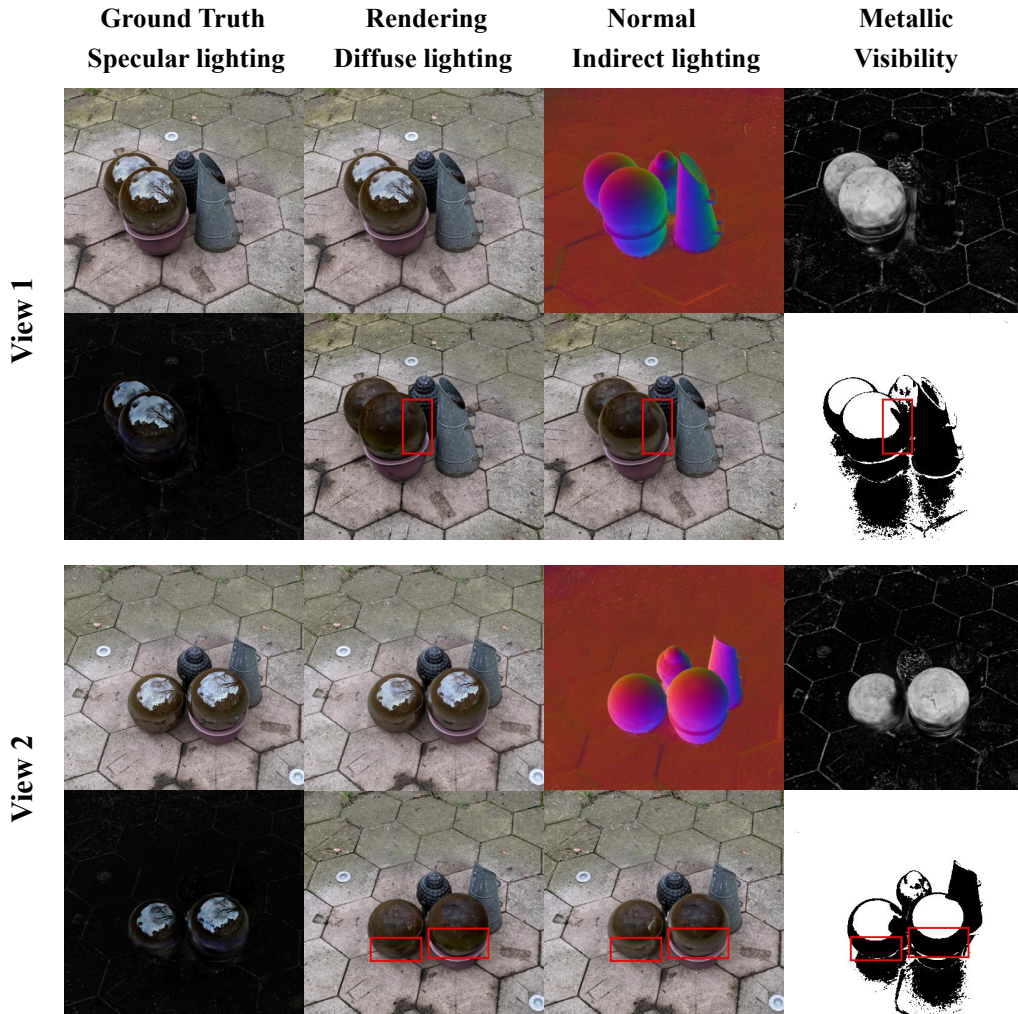 Ground Truth Rendering Normal Metallic
Specular lighting Diffuse lighting Indirect lighting Visibility
View 1
View 2